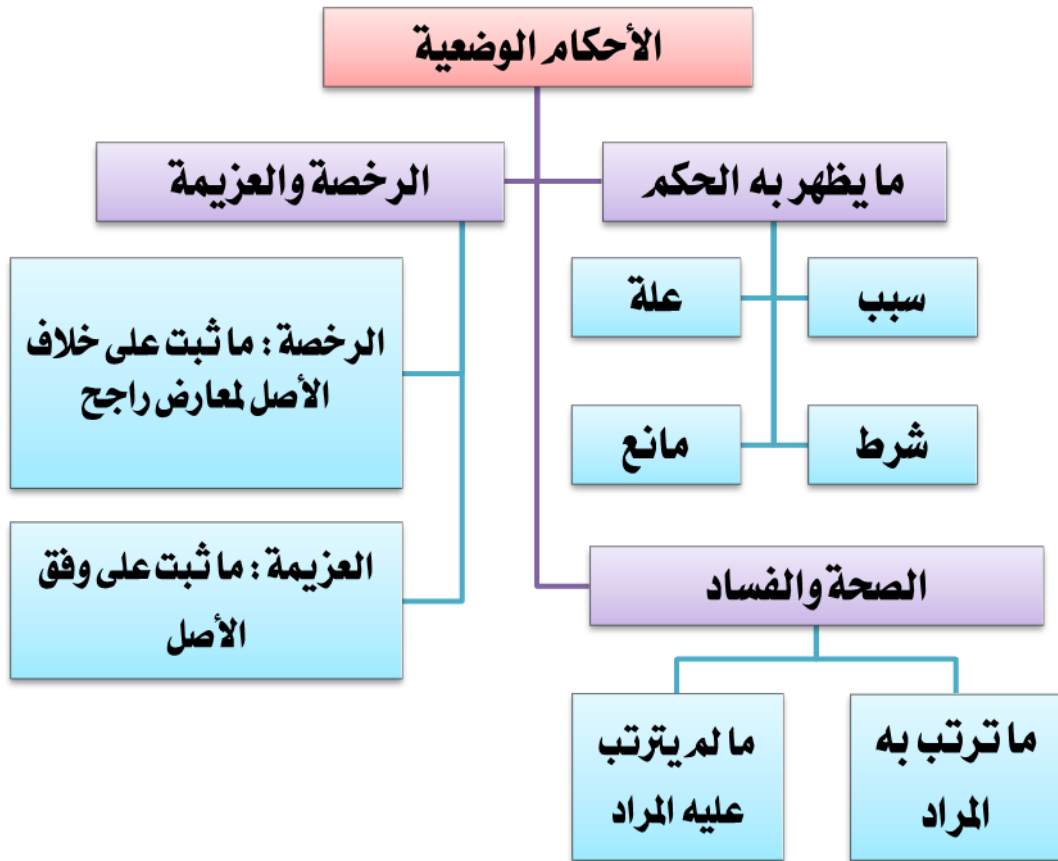 الأحكام الوضعية
ما يظهر به الحكم
الرخصة والعزيمة
سبب
علة
شرط
مانع
الرخصة : ما ثبت على خلاف
الأصل لمعارض راجح
العزيمة : ما ثبت على وفق
الأصل
الصحة والفساد
ما ترتب به
المراد
ما لم يترتب
عليه المراد